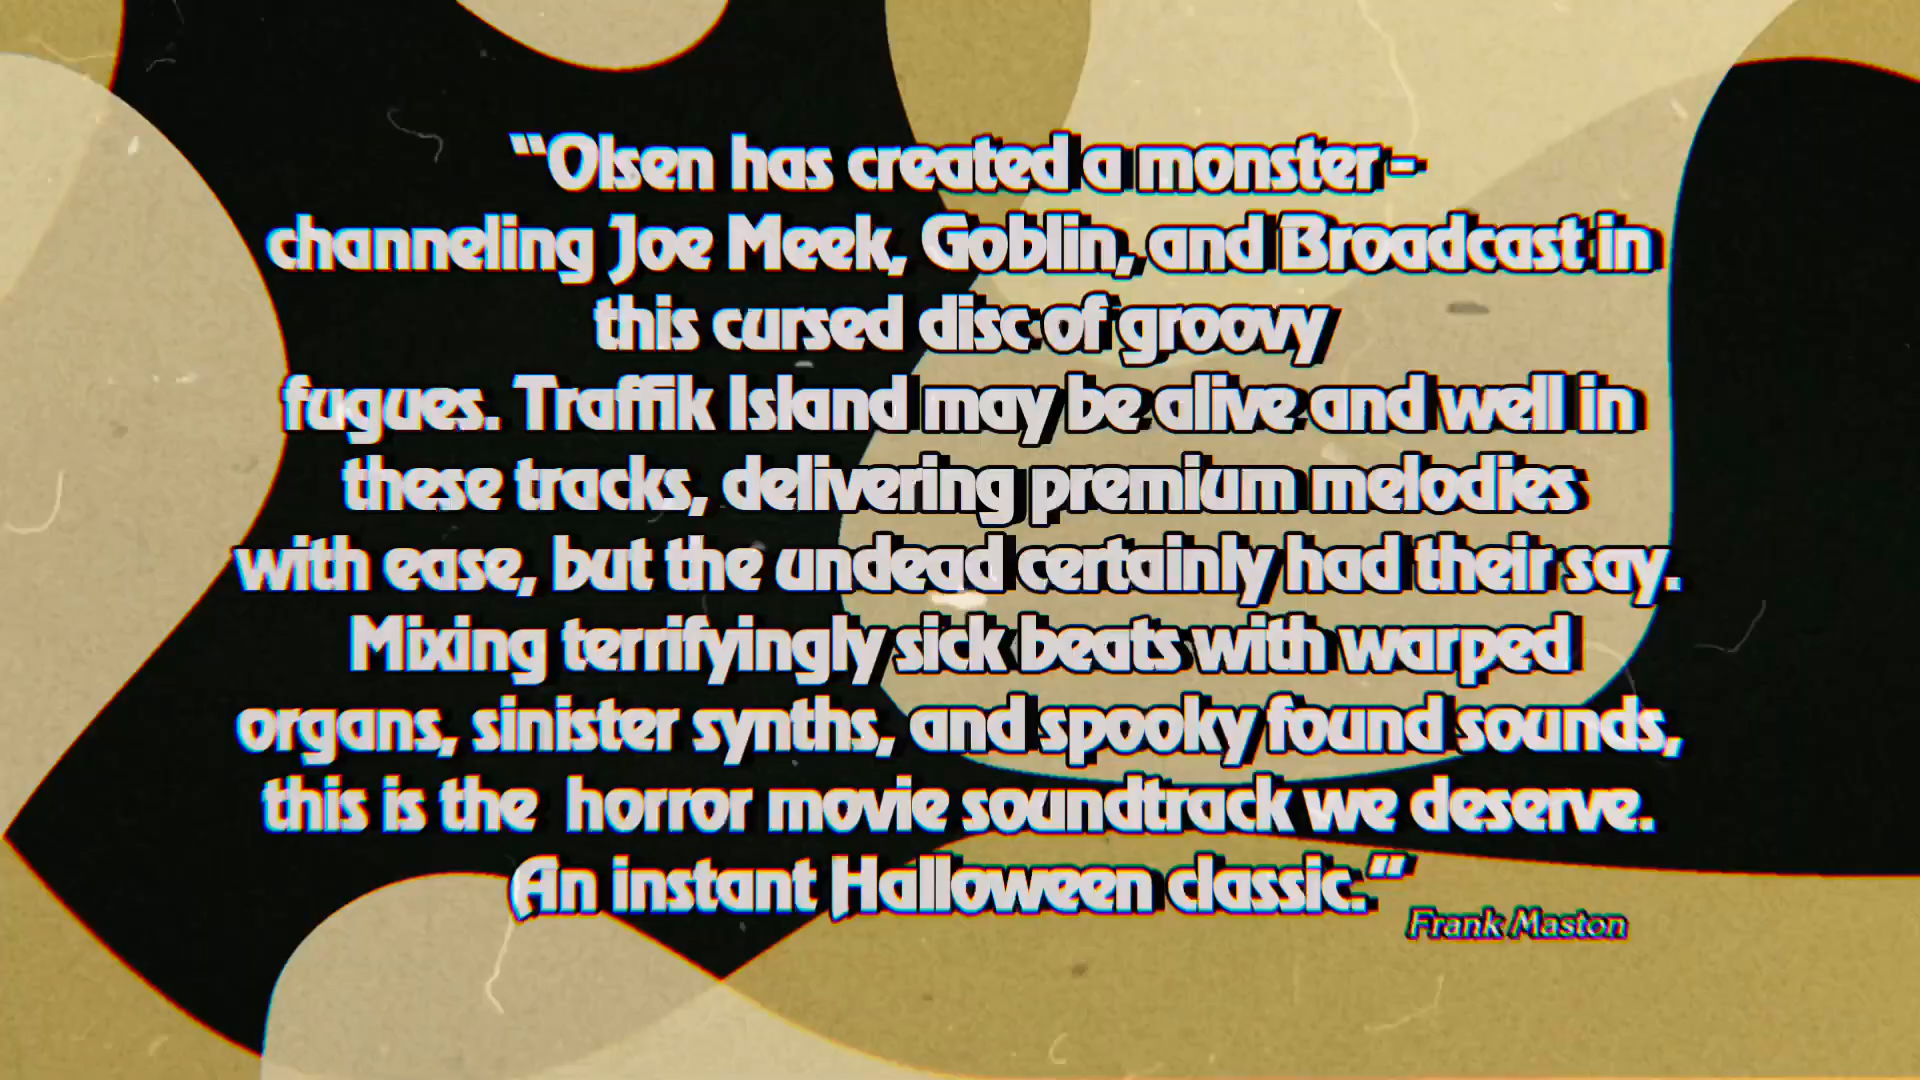 "Olsen has created a monster -
channeling Joe Meek, Goblin, and Broadcast in
this cursed disc of groovy
fugues. Traffik Island may be alive and well in
these tracks, delivering premium melodies
with ease, but the undead certainly had their say.
Mixing terrifyingly sick beats with warped
organs, sinister synths, and spooky found sounds,
this is the  horror movie soundtrack we deserve.
An instant Halloween classic."
Frank Maston